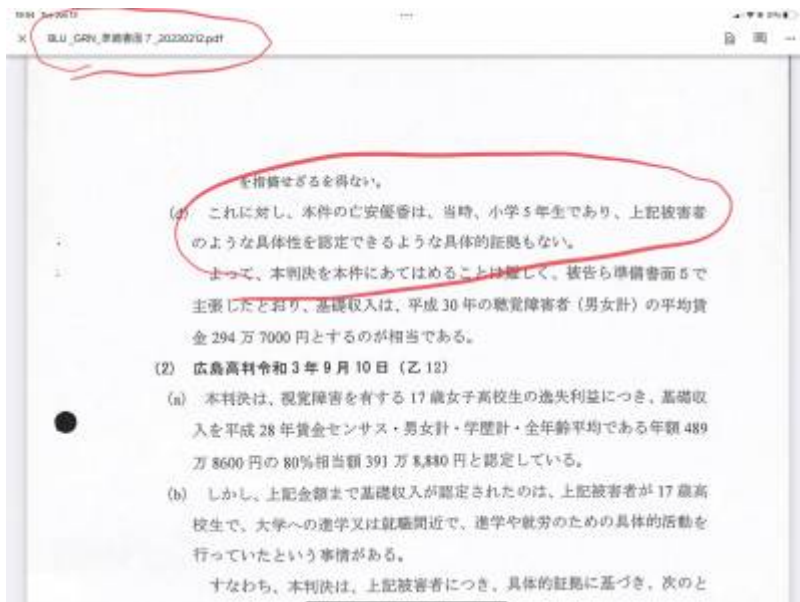 BLU_GRN_準備書面7_20230212.pdf
を指摘せざるを得ない。
(d) これに対し、本件の亡安優香は、当時、小学5年生であり、上記被害者
のような具体性を認定できるような具体的証拠もない。
よって、本判決を本件にあてはめることは難しく、被告ら準備書面5で
主張したとおり、基礎収入は、平成30年の聴覚障害者（男女計）の平均賃
金294万7000円とするのが相当である。
(2) 広島高判令和3年9月10日（乙12）
(a) 本判決は、視覚障害を有する17歳女子高校生の逸失利益につき、基礎収
入を平成28年賃金センサス・男女計・学歴計・全年齢平均である年額489
万8600円の80%相当額391万8,880円と認定している。
(b) しかし、上記金額まで基礎収入が認定されたのは、上記被害者が17歳高
校生で、大学への進学又は就職間近で、進学や就労のための具体的活動を
行っていたという事情がある。
すなわち、本判決は、上記被害者につき、具体的証拠に基づき、次のと